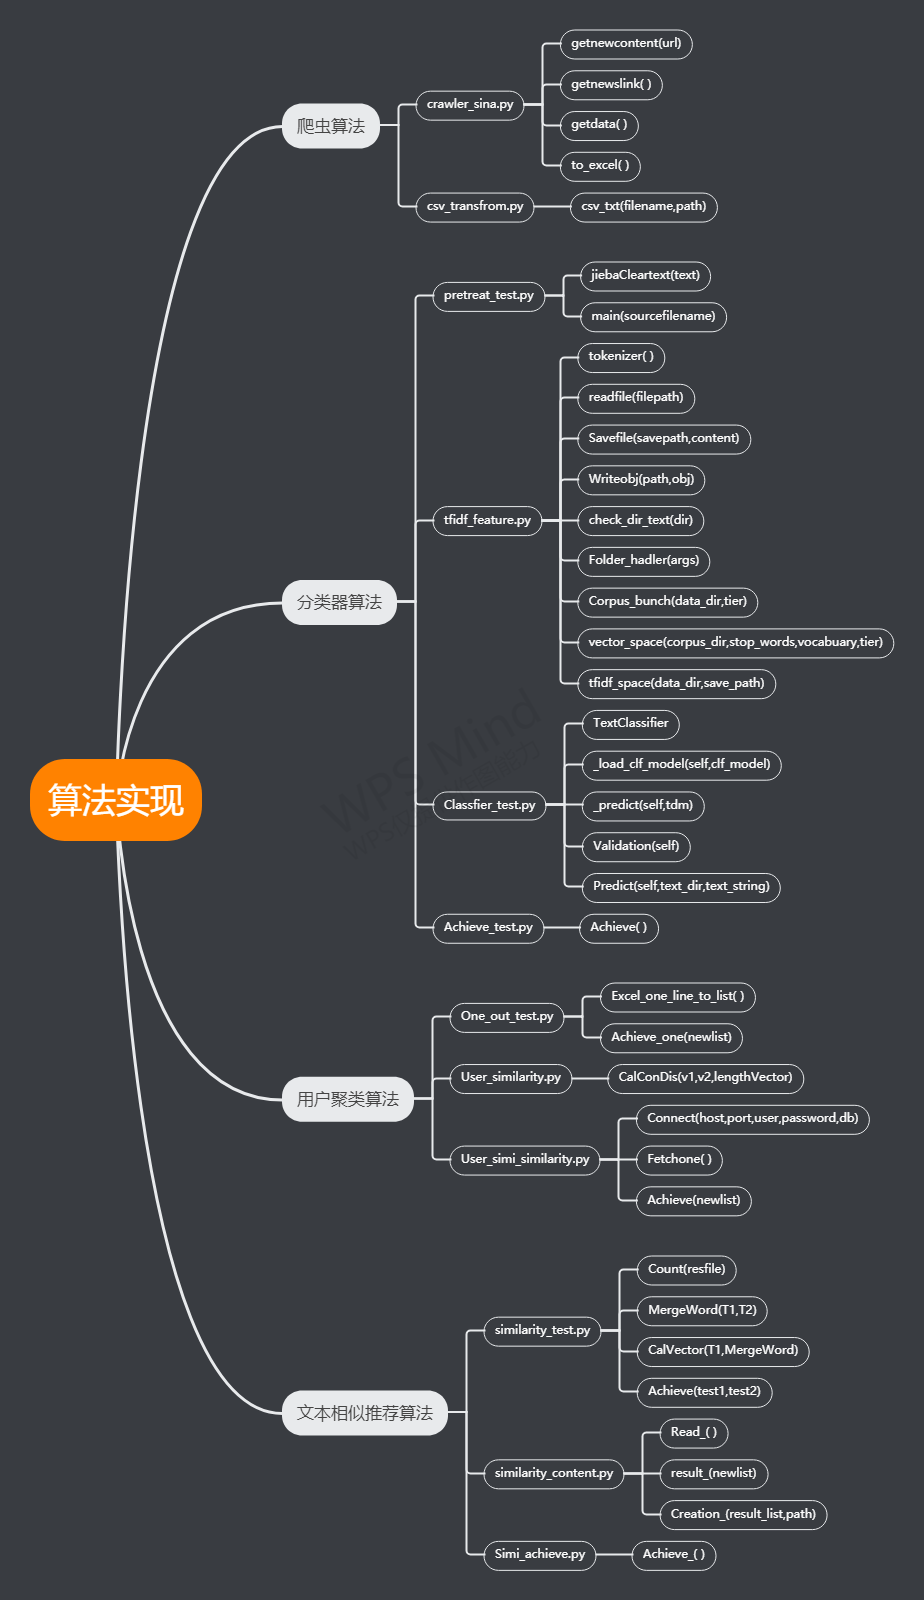 算法实现
爬虫算法
crawler_sina.py
getnewcontent(url)
getnewslink( )
getdata( )
to_excel( )
csv_transfrom.py
csv_txt(filename,path)
分类器算法
pretreat_test.py
jiebaCleartext(text)
main(sourcefilename)
tfidf_feature.py
tokenizer( )
readfile(filepath)
Savefile(savepath,content)
Writeobj(path,obj)
check_dir_text(dir)
Folder_hadler(args)
Corpus_bunch(data_dir,tier)
vector_space(corpus_dir,stop_words,vocabuary,tier)
tfidf_space(data_dir,save_path)
Classfier_test.py
TextClassifier
_load_clf_model(self,clf_model)
_predict(self,tdm)
Validation(self)
Predict(self,text_dir,text_string)
Achieve_test.py
Achieve( )
用户聚类算法
One_out_test.py
Excel_one_line_to_list( )
Achieve_one(newlist)
User_similarity.py
CalConDis(v1,v2,lengthVector)
User_simi_similarity.py
Connect(host,port,user,password,db)
Fetchone( )
Achieve(newlist)
文本相似推荐算法
similarity_test.py
Count(resfile)
MergeWord(T1,T2)
CalVector(T1,MergeWord)
Achieve(test1,test2)
similarity_content.py
Read_( )
result_(newlist)
Creation_(result_list,path)
Simi_achieve.py
Achieve_( )
WPS Mind